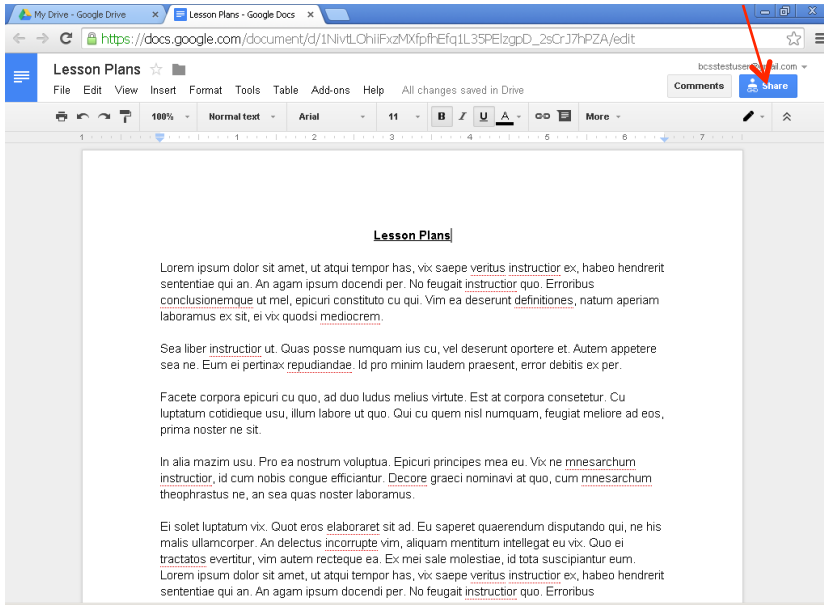 My Drive - Google Drive × Lesson Plans - Google Docs ×
https://docs.google.com/document/d/1NivtLOhiiFxzMXfpfhEfq1L35PElzgpD_2sCrJ7hPZA/edit
Lesson Plans
File Edit View Insert Format Tools Table Add-ons Help All changes saved in Drive
Comments Share
100% Normal text Arial 11 B I U A More
1 1 2 3 4 5 6 7
Lesson Plans
Lorem ipsum dolor sit amet, ut atqui tempor has, vix saepe veritus instructior ex, habeo hendrerit
sententiae qui an. An agam ipsum docendi per. No feugait instructior quo. Erroribus
conclusionemque ut mel, epicuri constituto cu qui. Vim ea deserunt definitiones, natum aperiam
laboramus ex sit, ei vix quodsi mediocrem.
Sea liber instructior ut. Quas posse numquam ius cu, vel deserunt oportere et. Autem appetere
sea ne. Eum ei pertinax repudiandae. Id pro minim laudem praesent, error debitis ex per.
Facete corpora epicuri cu quo, ad duo ludus melius virtute. Est at corpora consetetur. Cu
luptatum cotidieque usu, illum labore ut quo. Qui cu quem nisl numquam, feugiat meliore ad eos,
prima noster ne sit.
In alia mazim usu. Pro ea nostrum voluptua. Epicuri principes mea eu. Vix ne mnesarchum
instructior, id cum nobis congue efficiantur. Decore graeci nominavi at quo, cum mnesarchum
theophrastus ne, an sea quas noster laboramus.
Ei solet luptatum vix. Quot eros elaboraret sit ad. Eu saperet quaerendum disputando qui, ne his
malis ullamcorper. An delectus incorrupte vim, aliquam mentitum intellegat eu vix. Quo ei
tractatos evertitur, vim autem recteque ea. Ex mei sale molestiae, id tota suscipiantur eum.
Lorem ipsum dolor sit amet, ut atqui tempor has, vix saepe veritus instructior ex, habeo hendrerit
sententiae qui an. An agam ipsum docendi per. No feugait instructior quo. Erroribus